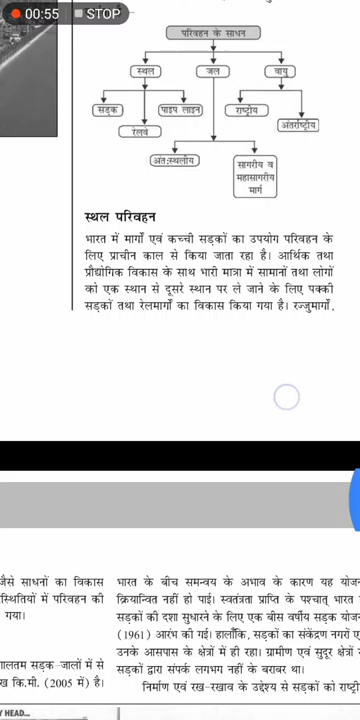 00:55 STOP
परिवहन के साधन
स्थल जल वायु
सड़क पाइप लाइन राष्ट्रीय
रेलवे अंतर्राष्ट्रीय
अंतःस्थलीय
सागरीय व
महासागरीय
मार्ग
स्थल परिवहन
भारत में मार्गों एवं कच्ची सड़कों का उपयोग परिवहन के
लिए प्राचीन काल से किया जाता रहा है। आर्थिक तथा
प्रौद्योगिक विकास के साथ भारी मात्रा में सामानों तथा लोगों
को एक स्थान से दूसरे स्थान पर ले जाने के लिए पक्की
सड़कों तथा रेलमार्गों का विकास किया गया है। रज्जुमार्गों,
जैसे साधनों का विकास
स्थितियों में परिवहन की
गया।
सड़क-जालों में से
कि.मी. (2005 में) है।
भारत के बीच समन्वय के अभाव के कारण यह
क्रियान्वित नहीं हो पाई। स्वतंत्रता प्राप्ति के पश्चात् भारत
सड़कों की दशा सुधारने के लिए एक बीस वर्षीय सड़क
(1961) आरंभ की गई। हालाँकि, सड़कों का संकेंद्रण नगरों
उनके आसपास के क्षेत्रों में ही रहा। ग्रामीण एवं सुदूर क्षेत्रों
सड़कों द्वारा संपर्क लगभग नहीं के बराबर था।
निर्माण एवं रख-रखाव के उद्देश्य से सड़कों को
AHEAD...